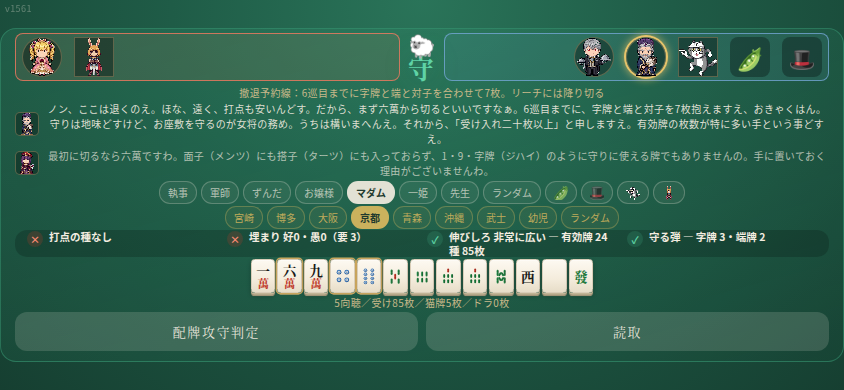 v1561
守
撤退予約線：6巡目までに字牌と端と対子を合わせて7枚。リーチには降り切る
ノン、ここは退くのえ。ほな、遠く、打点も安いんどす。だから、まず六萬から切るといいですなぁ。6巡目までに、字牌と端と対子を7枚抱えますえ、おきゃくはん。
守りは地味どすけど、お座敷を守るのが女将の務め。うちは構いまへんえ。それから、「受け入れ二十枚以上」と申しますえ。有効牌の枚数が特に多い手という事どす
え。
最初に切るなら六萬ですわ。面子（メンツ）にも搭子（ターツ）にも入っておらず、1・9・字牌（ジハイ）のように守りに使える牌でもありませんの。手に置いておく
理由がございませんわ。
執事 軍師 ずんだ お嬢様 マダム 一姫 先生 ランダム
宮崎 博多 大阪 京都 青森 沖縄 武士 幼児 ランダム
打点の種なし 埋まり 好0・愚0（要 3） 伸びしろ 非常に広い — 有効牌 24 守る弾 — 字牌 3・端牌 2
種 85枚
一萬 六萬 九萬 西 發
5向聴／受け85枚／猫牌5枚／ドラ0枚
配牌攻守判定 読取